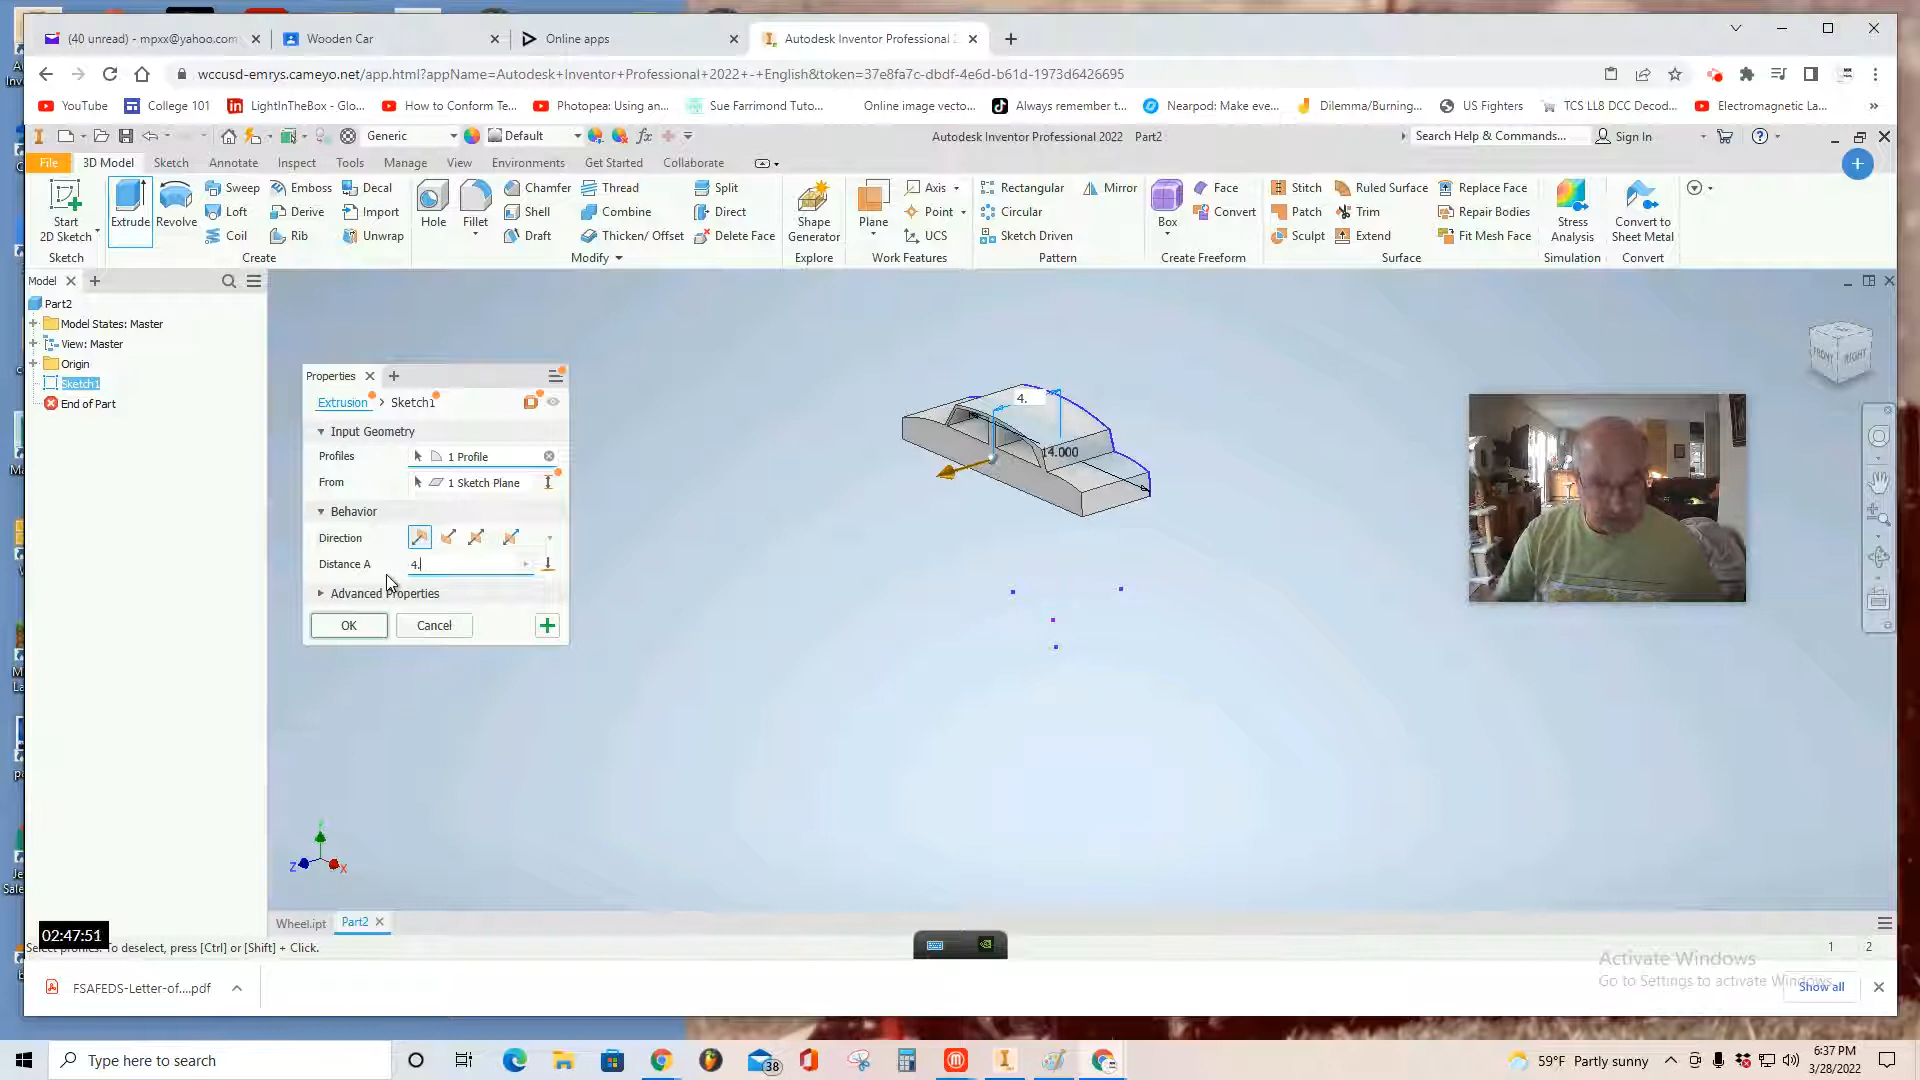 (40 unread) - mpxx@yahoo.com
Wooden Car
Online apps
Autodesk Inventor Professional 2
wccusd-emrys.cameyo.net/app.html?appName=Autodesk+Inventor+Professional+2022+-+English&token=37e8fa7c-dbdf-4e6d-b61d-1973d6426695
YouTube
College 101
LightInTheBox - Glo...
How to Conform Te...
Photopea: Using an...
Sue Farrimond Tuto...
Online image vecto...
Always remember t...
Nearpod: Make eve...
Dilemma/Burning...
US Fighters
TCS LL8 DCC Decod...
Electromagnetic La...
Generic
Default
Autodesk Inventor Professional 2022 Part2
Search Help & Commands...
Sign In
File
3D Model
Sketch
Annotate
Inspect
Tools
Manage
View
Environments
Get Started
Collaborate
Start
2D Sketch
Extrude
Revolve
Sweep
Loft
Coil
Emboss
Derive
Rib
Decal
Import
Unwrap
Hole
Fillet
Chamfer
Shell
Draft
Thread
Combine
Thicken/ Offset
Split
Direct
Delete Face
Shape
Generator
Plane
Axis
Point
UCS
Rectangular
Circular
Sketch Driven
Mirror
Box
Face
Convert
Stitch
Patch
Sculpt
Ruled Surface
Trim
Extend
Replace Face
Repair Bodies
Fit Mesh Face
Stress
Analysis
Convert to
Sheet Metal
Sketch
Create
Modify
Explore
Work Features
Pattern
Create Freeform
Surface
Simulation
Convert
Model
Part2
Model States: Master
View: Master
Origin
Sketch1
End of Part
Properties
Extrusion > Sketch1
Input Geometry
Profiles
1 Profile
From
1 Sketch Plane
Behavior
Direction
Distance A
4.
Advanced Properties
OK
Cancel
4.
14.000
FRONT
RIGHT
Z
X
Wheel.ipt
Part2
02:47:51
Select profiles. To deselect, press [Ctrl] or [Shift] + Click.
1
2
Activate Windows
Go to Settings to activate Windows.
FSAFEDS-Letter-of....pdf
Show all
Type here to search
38
59°F Partly sunny
6:37 PM
3/28/2022